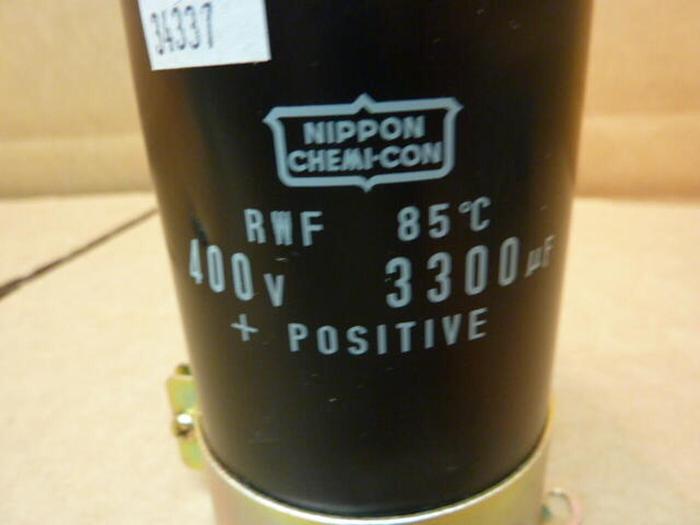 34337
NIPPON
CHEMI-CON
RWF 85°C
400V 3300µF
+ POSITIVE